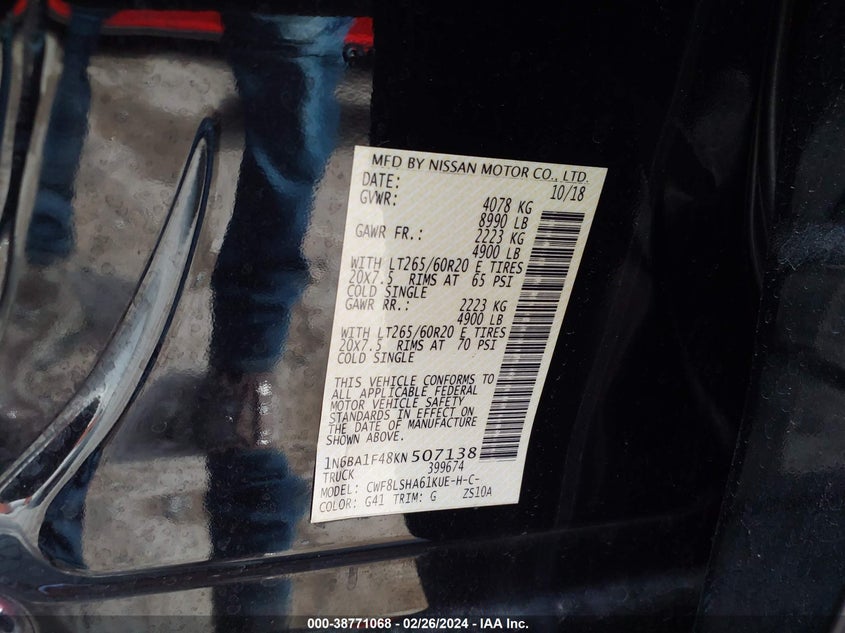 MFD BY NISSAN MOTOR CO., LTD.
DATE: 10/18
GVWR: 4078 KG
8990 LB
GAWR FR.: 2223 KG
4900 LB
WITH LT265/60R20 E TIRES
20X7.5 RIMS AT 65 PSI
COLD SINGLE
GAWR RR.: 2223 KG
4900 LB
WITH LT265/60R20 E TIRES
20X7.5 RIMS AT 70 PSI
COLD SINGLE
THIS VEHICLE CONFORMS TO
ALL APPLICABLE FEDERAL
MOTOR VEHICLE SAFETY
STANDARDS IN EFFECT ON
THE DATE OF MANUFACTURE
SHOWN ABOVE.
1N6BA1F48KN507138
TRUCK 399674
MODEL: CWF8LSHA61KUE-H-C-
COLOR: G41 TRIM: G ZS10A
000-38771068 - 02/26/2024 - IAA Inc.